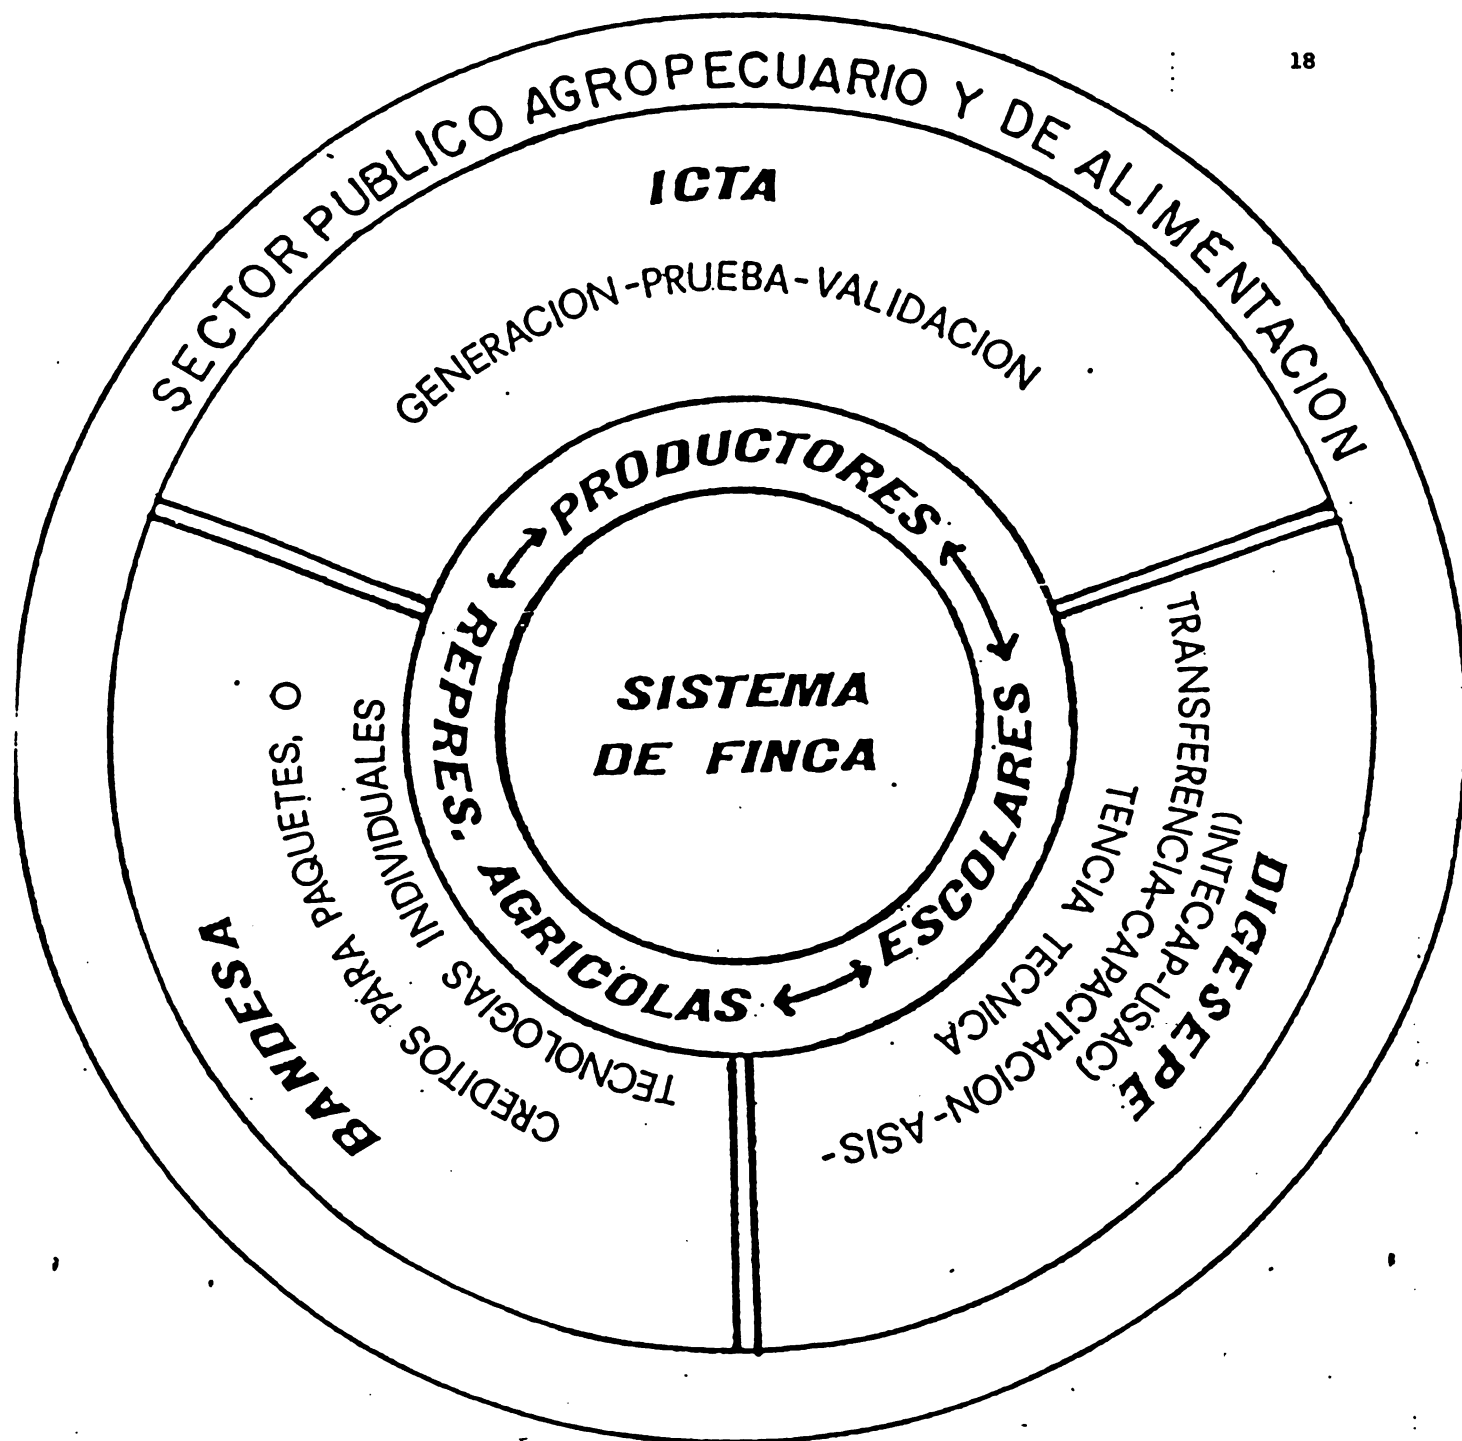 18
SECTOR PUBLICO AGROPECUARIO Y DE ALIMENTACION
ICTA
GENERACION-PRUEBA-VALIDACION
PRODUCTORES
ESCOLARES
REPRES. AGRICOLAS
SISTEMA
DE FINCA
DIGESEPE
(INTECAP-USAC)
TRANSFERENCIA-CAPACITACION-ASIS-
TENCIA TECNICA
BANDESA
CREDITOS PARA PAQUETES, O
TECNOLOGIAS INDIVIDUALES